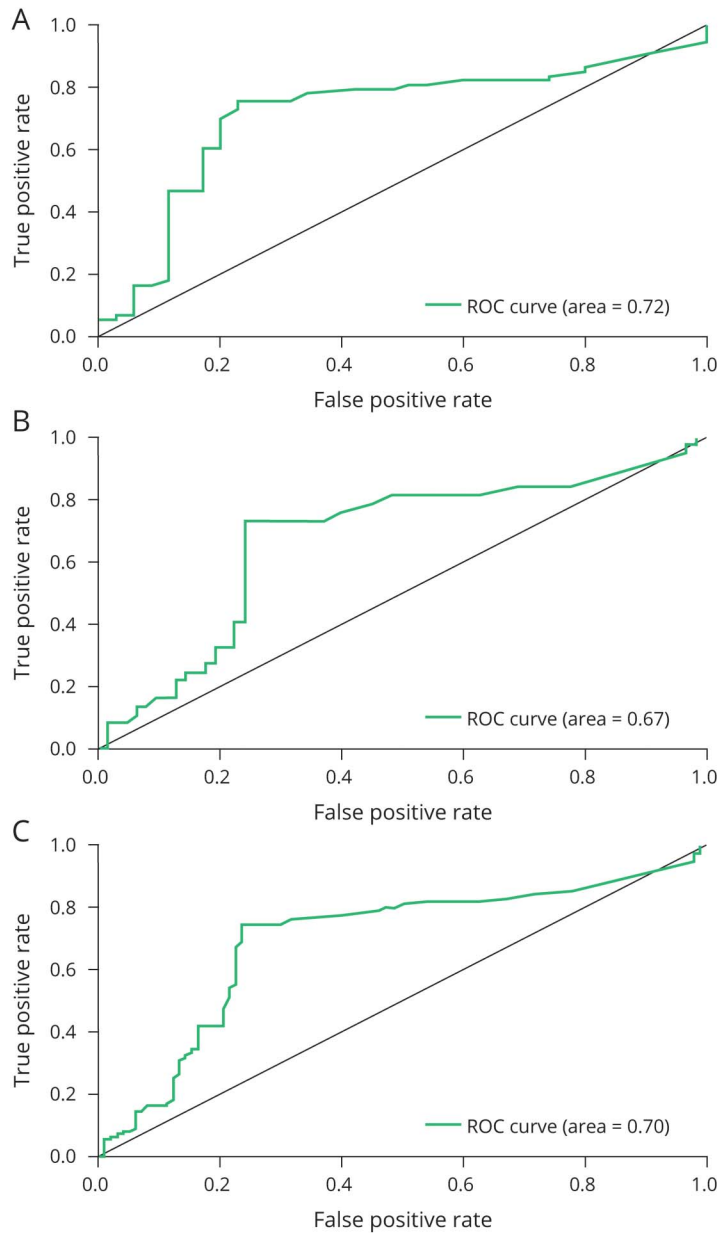 A
1.0
0.8
0.6
0.4
0.2
0.0
True positive rate
ROC curve (area = 0.72)
0.0 0.2 0.4 0.6 0.8 1.0
False positive rate
B
1.0
0.8
0.6
0.4
0.2
0.0
True positive rate
ROC curve (area = 0.67)
0.0 0.2 0.4 0.6 0.8 1.0
False positive rate
C
1.0
0.8
0.6
0.4
0.2
0.0
True positive rate
ROC curve (area = 0.70)
0.0 0.2 0.4 0.6 0.8 1.0
False positive rate